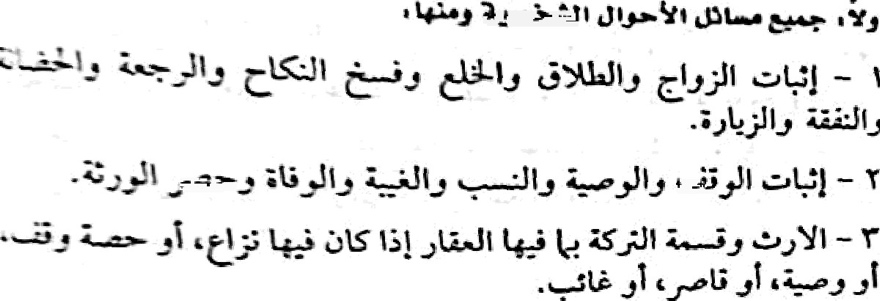 ولاً، جميع مسائل الأحوال ومنها،
١ - إثبات الزواج والطلاق والخلع وفسخ النكاح والرجعة والحضانة
والنفقة والزيارة.
٢ - إثبات الوقف، والوصية والنسب والغيبة والوفاة وحصر الورثة.
٣ - الارث وقسمة التركة بما فيها العقار إذا كان فيها نزاع، أو حصة وقف،
أو وصية، أو قاصر، أو غائب.